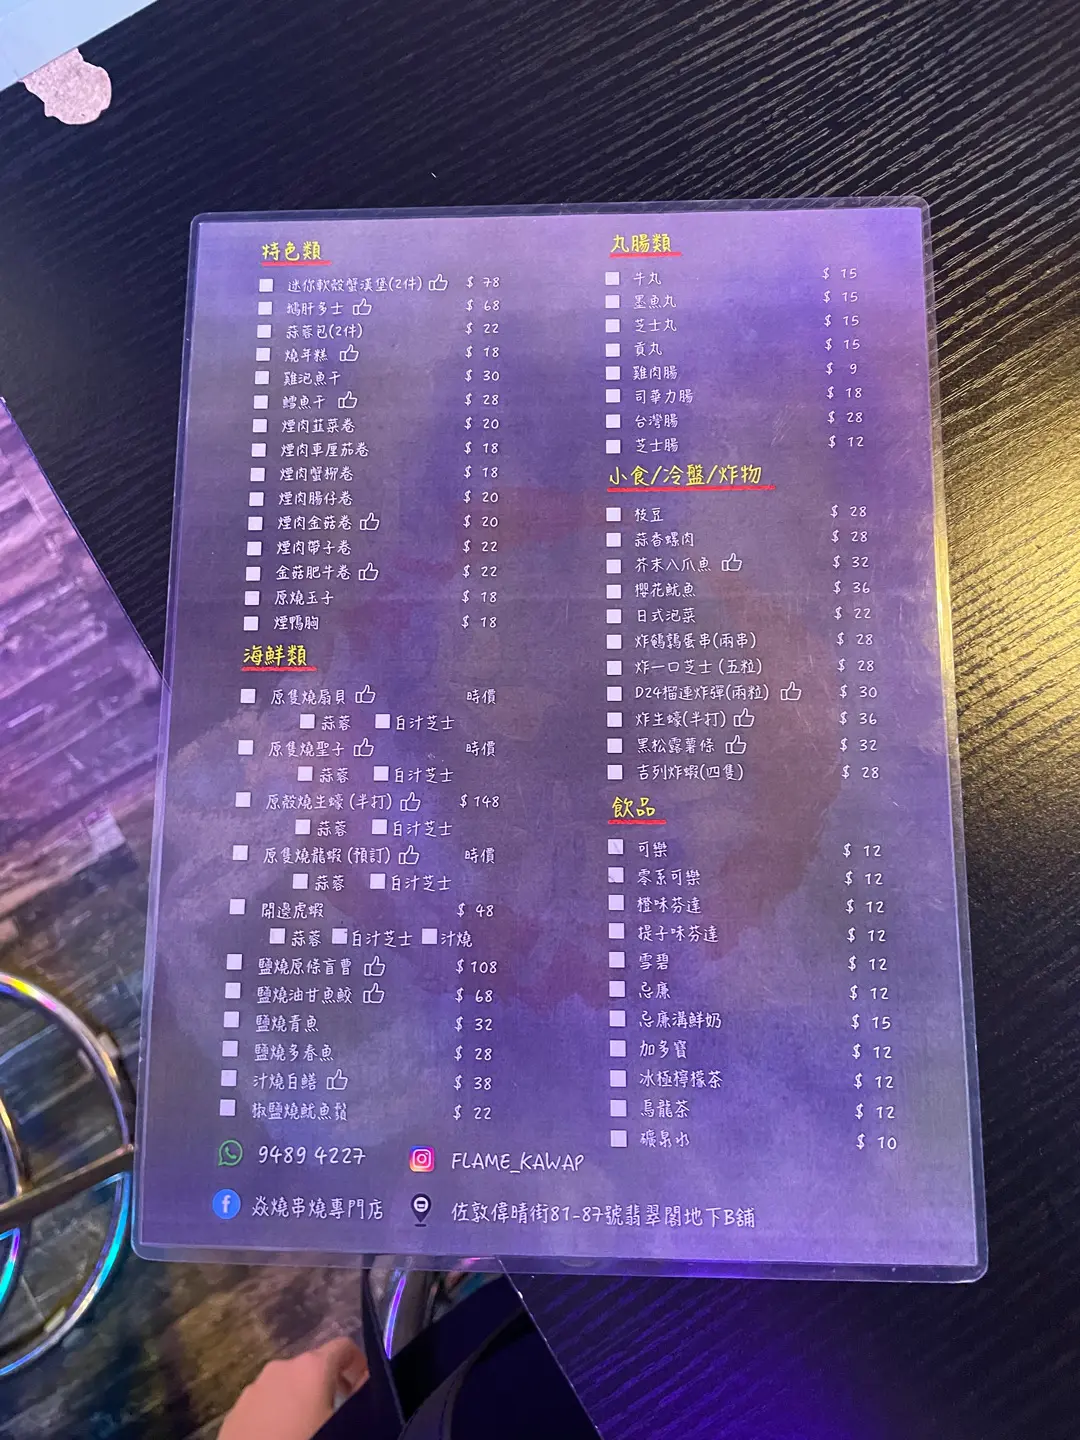 特色類
迷你軟殼蟹漢堡(2件) $ 78
鵝肝多士 $ 68
蒜蓉包(2件) $ 22
燒年糕 $ 18
雞泡魚干 $ 30
鱈魚干 $ 28
煙肉韮菜卷 $ 20
煙肉車厘茄卷 $ 18
煙肉蟹柳卷 $ 18
煙肉腸仔卷 $ 20
煙肉金菇卷 $ 20
煙肉帶子卷 $ 22
金菇肥牛卷 $ 22
原燒玉子 $ 18
煙鴨胸 $ 18
海鮮類
原隻燒扇貝 時價
蒜蓉 白汁芝士
原隻燒聖子 時價
蒜蓉 白汁芝士
原殼燒生蠔(半打) $ 148
蒜蓉 白汁芝士
原隻燒龍蝦(預訂) 時價
蒜蓉 白汁芝士
開邊虎蝦 $ 48
蒜蓉 白汁芝士 汁燒
鹽燒原條盲曹 $ 108
鹽燒油甘魚鮫 $ 68
鹽燒青魚 $ 32
鹽燒多春魚 $ 28
汁燒白鱔 $ 38
椒鹽燒魷魚鬚 $ 22
丸腸類
牛丸 $ 15
墨魚丸 $ 15
芝士丸 $ 15
貢丸 $ 15
雞肉腸 $ 9
司華力腸 $ 18
台灣腸 $ 28
芝士腸 $ 12
小食/冷盤/炸物
枝豆 $ 28
蒜香螺肉 $ 28
芥末八爪魚 $ 32
櫻花魷魚 $ 36
日式泡菜 $ 22
炸鵪鶉蛋串(兩串) $ 28
炸一口芝士(五粒) $ 28
D24榴連炸彈(兩粒) $ 30
炸生蠔(半打) $ 36
黑松露薯條 $ 32
吉列炸蝦(四隻) $ 28
飲品
可樂 $ 12
零系可樂 $ 12
橙味芬達 $ 12
提子味芬達 $ 12
雪碧 $ 12
忌廉 $ 12
忌廉溝鮮奶 $ 15
加多寶 $ 12
冰極檸檬茶 $ 12
烏龍茶 $ 12
礦泉水 $ 10
9489 4227 FLAME_KAWAP
焱燒串燒專門店 佐敦偉晴街81-87號翡翠閣地下B舖